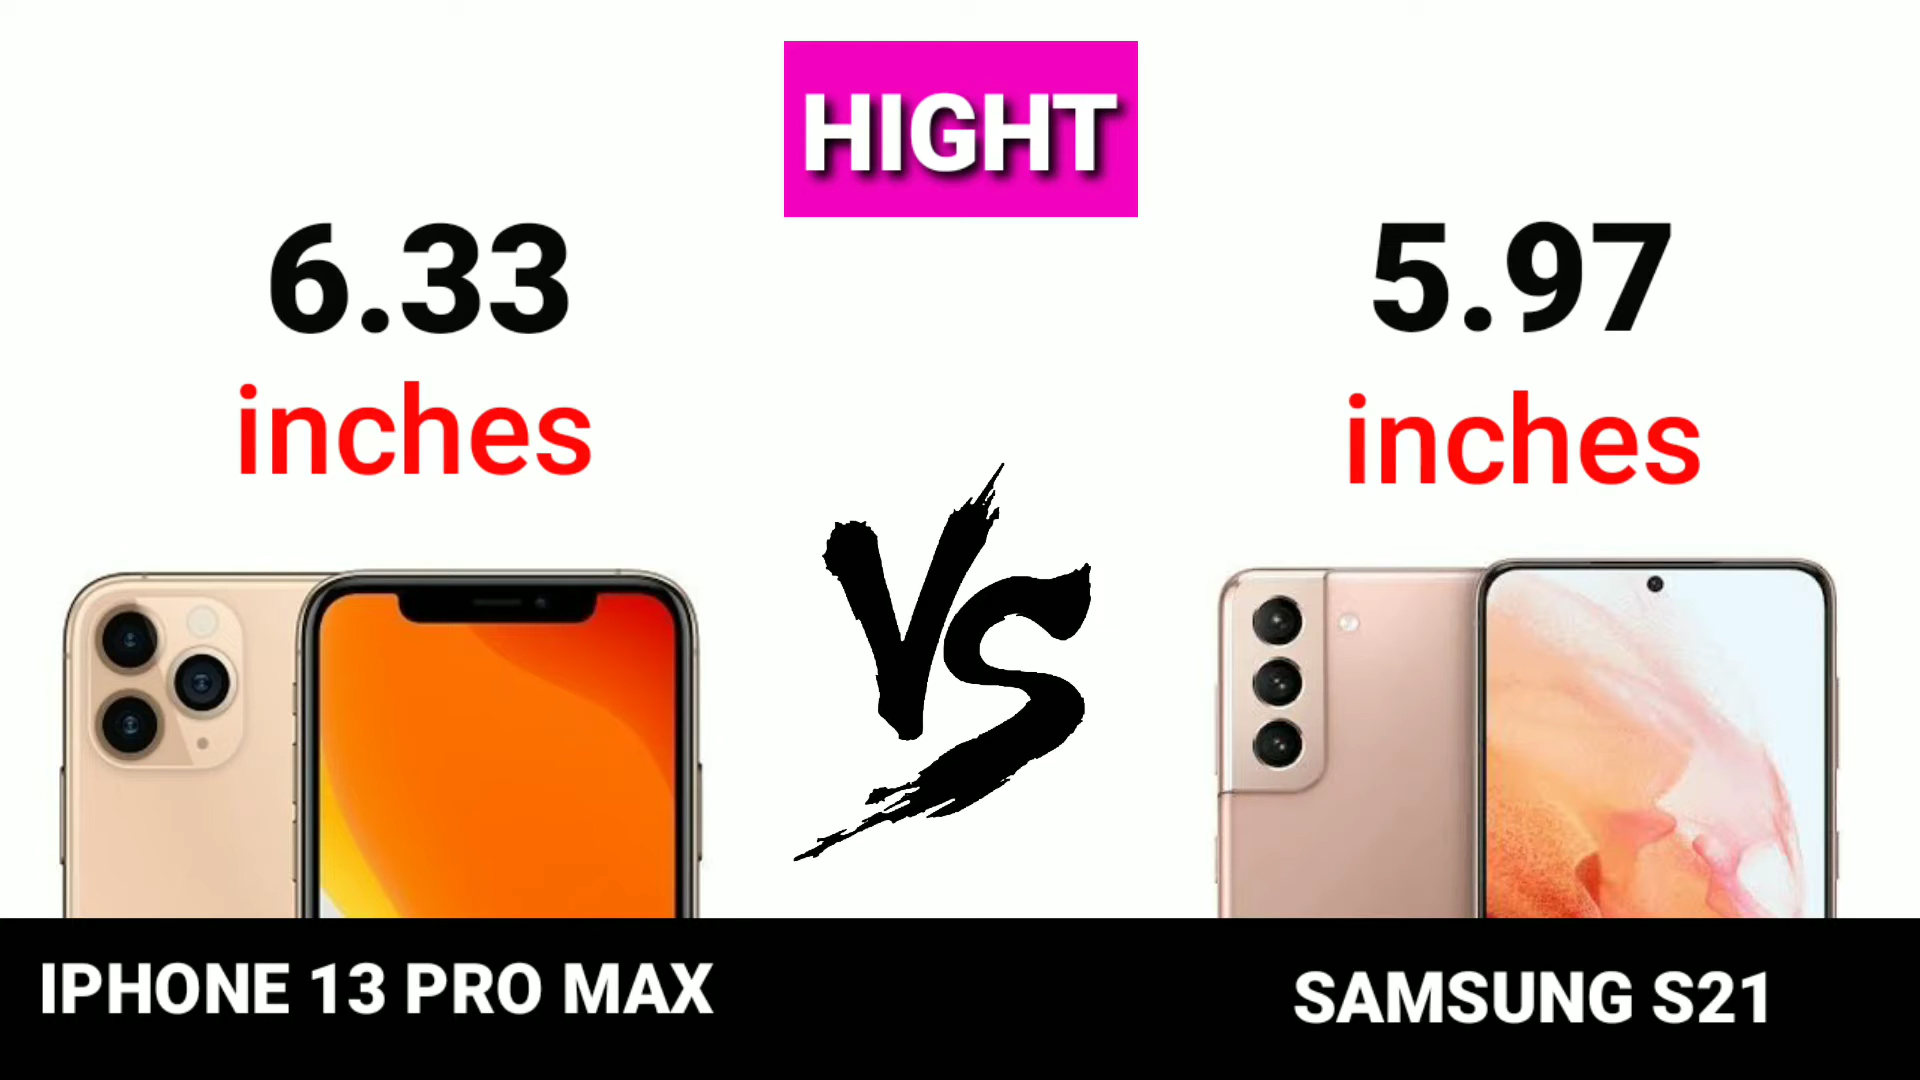 HIGHT
6.33
inches
5.97
inches
VS
IPHONE 13 PRO MAX
SAMSUNG S21